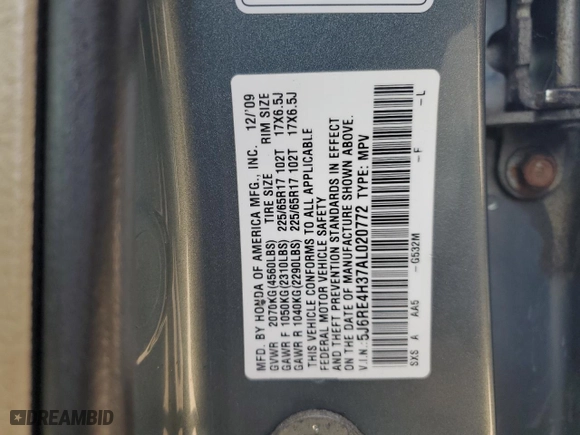 MFD. BY HONDA OF AMERICA MFG., INC. 12/'09
GVWR 2070KG(4560LBS) TIRE SIZE RIM SIZE
GAWR F 1050KG(2310LBS) 225/65R17 102T 17X6.5J
GAWR R 1040KG(2290LBS) 225/65R17 102T 17X6.5J
THIS VEHICLE CONFORMS TO ALL APPLICABLE
FEDERAL MOTOR VEHICLE SAFETY
AND THEFT PREVENTION STANDARDS IN EFFECT
ON THE DATE OF MANUFACTURE SHOWN ABOVE.
V.I.N.: 5J6RE4H37AL020772 TYPE: MPV
SXS A AA5 -G532M -F -L
DREAMBID